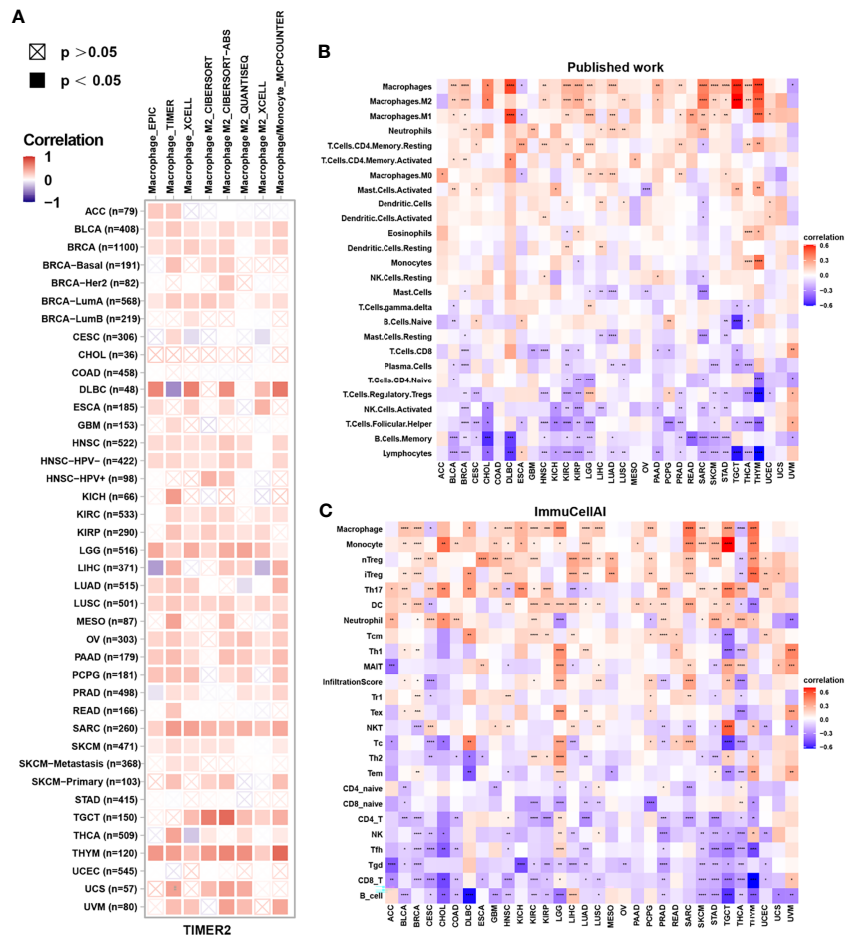 A
p >0.05
p < 0.05
Correlation
1
0
−1
Macrophage_EPIC
Macrophage_TIMER
Macrophage_XCELL
Macrophage M2_CIBERSORT
Macrophage M2_CIBERSORT−ABS
Macrophage M2_QUANTISEQ
Macrophage M2_XCELL
Macrophage/Monocyte_MCPCOUNTER
ACC (n=79)
BLCA (n=408)
BRCA (n=1100)
BRCA−Basal (n=191)
BRCA−Her2 (n=82)
BRCA−LumA (n=568)
BRCA−LumB (n=219)
CESC (n=306)
CHOL (n=36)
COAD (n=458)
DLBC (n=48)
ESCA (n=185)
GBM (n=153)
HNSC (n=522)
HNSC−HPV− (n=422)
HNSC−HPV+ (n=98)
KICH (n=66)
KIRC (n=533)
KIRP (n=290)
LGG (n=516)
LIHC (n=371)
LUAD (n=515)
LUSC (n=501)
MESO (n=87)
OV (n=303)
PAAD (n=179)
PCPG (n=181)
PRAD (n=498)
READ (n=166)
SARC (n=260)
SKCM (n=471)
SKCM−Metastasis (n=368)
SKCM−Primary (n=103)
STAD (n=415)
TGCT (n=150)
THCA (n=509)
THYM (n=120)
UCEC (n=545)
UCS (n=57)
UVM (n=80)
TIMER2
B
Published work
Macrophages
Macrophages.M2
Macrophages.M1
Neutrophils
T.Cells.CD4.Memory.Resting
T.Cells.CD4.Memory.Activated
Macrophages.M0
Mast.Cells.Activated
Dendritic.Cells
Dendritic.Cells.Activated
Eosinophils
Dendritic.Cells.Resting
Monocytes
NK.Cells.Resting
Mast.Cells
T.Cells.gamma.delta
B.Cells.Naive
Mast.Cells.Resting
T.Cells.CD8
Plasma.Cells
T.Cells.CD4.Naive
T.Cells.Regulatory.Tregs
NK.Cells.Activated
T.Cells.Follicular.Helper
B.Cells.Memory
Lymphocytes
ACC BLCA BRCA CESC CHOL COAD DLBC ESCA GBM HNSC KICH KIRC KIRP LGG LIHC LUAD LUSC MESO OV PAAD PCPG PRAD READ SARC SKCM STAD TGCT THCA THYM UCEC UCS UVM
correlation
0.6
0.3
0.0
−0.3
−0.6
C
ImmuCellAI
Macrophage
Monocyte
nTreg
iTreg
Th17
DC
Neutrophil
Tcm
Th1
MAIT
InfiltrationScore
Tr1
Tex
NKT
Tc
Th2
Tem
CD4_naive
CD8_naive
CD4_T
NK
Tfh
Tgd
CD8_T
B_cell
ACC BLCA BRCA CESC CHOL COAD DLBC ESCA GBM HNSC KICH KIRC KIRP LGG LIHC LUAD LUSC MESO OV PAAD PCPG PRAD READ SARC SKCM STAD TGCT THCA THYM UCEC UCS UVM
correlation
0.6
0.3
0.0
−0.3
−0.6